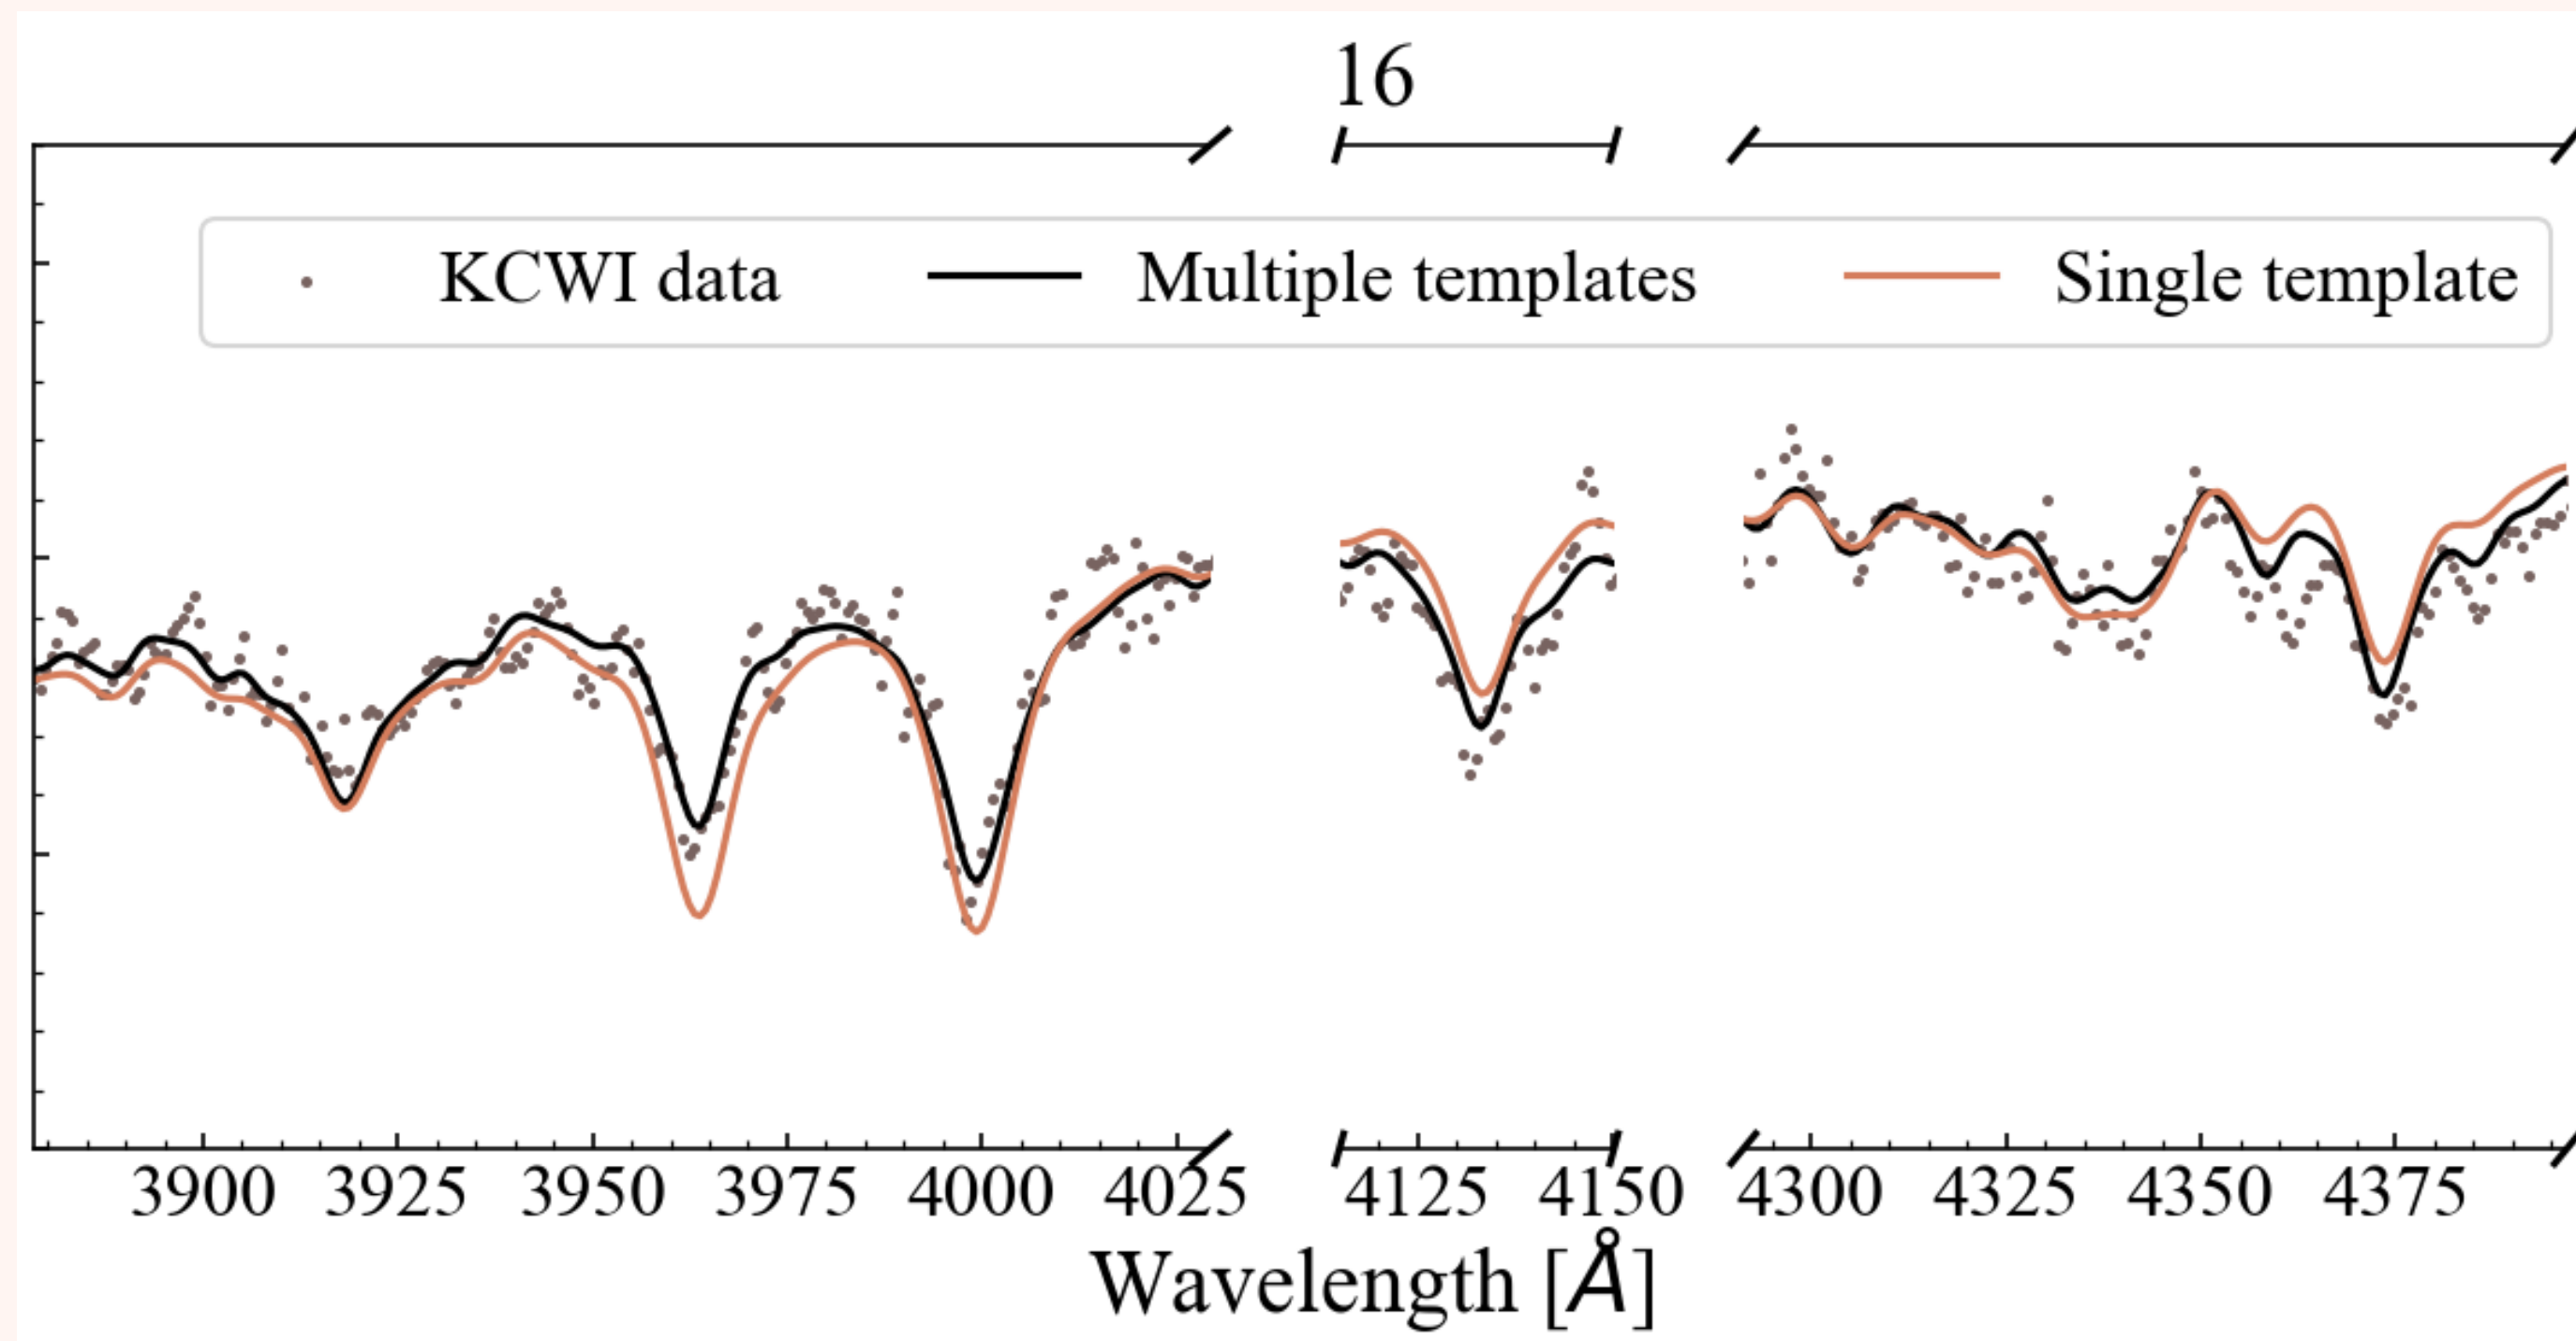 16
KCWI data Multiple templates Single template
3900 3925 3950 3975 4000 4025 4125 4150 4300 4325 4350 4375
Wavelength [Å]